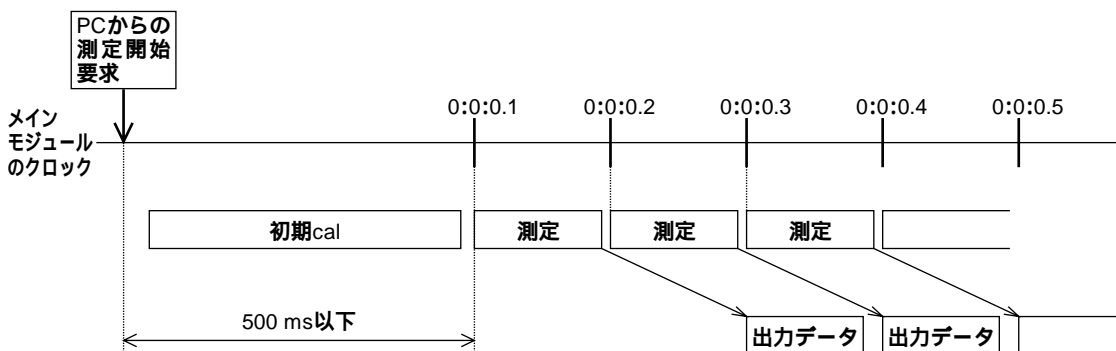 PCからの
測定開始
要求
メイン
モジュール
のクロック
0:0:0.1
0:0:0.2
0:0:0.3
0:0:0.4
0:0:0.5
初期cal
測定
測定
測定
500 ms以下
出力データ
出力データ